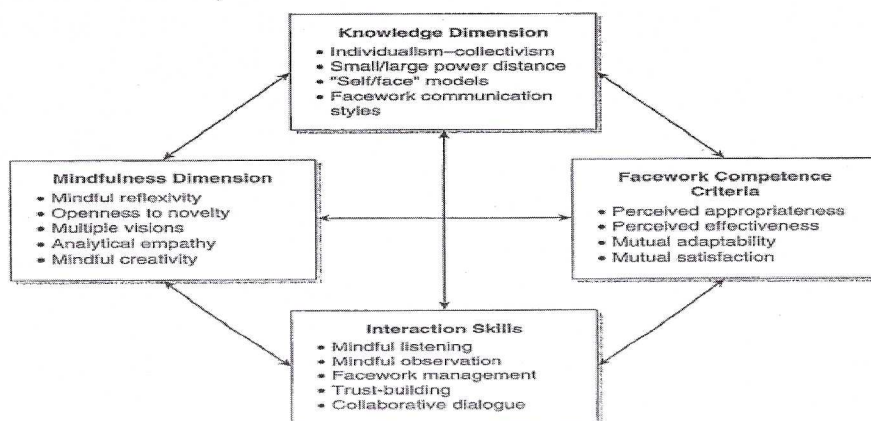 Knowledge Dimension
• Individualism–collectivism
• Small/large power distance
• "Self/face" models
• Facework communication
styles
Mindfulness Dimension
• Mindful reflexivity
• Openness to novelty
• Multiple visions
• Analytical empathy
• Mindful creativity
Facework Competence
Criteria
• Perceived appropriateness
• Perceived effectiveness
• Mutual adaptability
• Mutual satisfaction
Interaction Skills
• Mindful listening
• Mindful observation
• Facework management
• Trust-building
• Collaborative dialogue